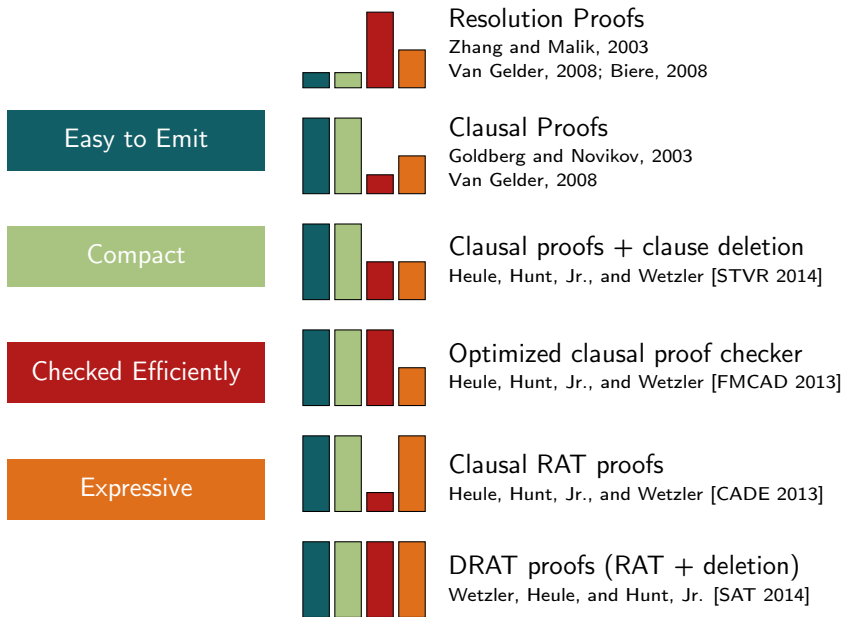 Resolution Proofs
Zhang and Malik, 2003
Van Gelder, 2008; Biere, 2008
Easy to Emit
Clausal Proofs
Goldberg and Novikov, 2003
Van Gelder, 2008
Compact
Clausal proofs + clause deletion
Heule, Hunt, Jr., and Wetzler [STVR 2014]
Checked Efficiently
Optimized clausal proof checker
Heule, Hunt, Jr., and Wetzler [FMCAD 2013]
Expressive
Clausal RAT proofs
Heule, Hunt, Jr., and Wetzler [CADE 2013]
DRAT proofs (RAT + deletion)
Wetzler, Heule, and Hunt, Jr. [SAT 2014]